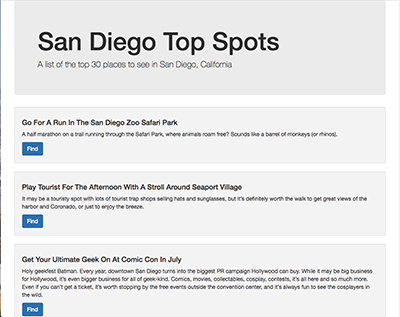 San Diego Top Spots
A list of the top 30 places to see in San Diego, California
Go For A Run In The San Diego Zoo Safari Park
A half marathon on a trail running through the Safari Park, where animals roam free? Sounds like a barrel of monkeys (or rhinos).
Find
Play Tourist For The Afternoon With A Stroll Around Seaport Village
It may be a touristy spot with lots of tourist trap shops selling hats and sunglasses, but it's definitely worth the walk to get great views of the
harbor and Coronado, or just to enjoy the breeze.
Find
Get Your Ultimate Geek On At Comic Con In July
Holy geekfest Batman. Every year, downtown San Diego turns into the biggest PR campaign Hollywood can buy. While it may be big business
for Hollywood, it's even bigger business for all of geek-kind. Comics, movies, collectables, cosplay, contests, it's all here and so much more.
Even if you can't get a ticket, it's worth stopping by the free events outside the convention center, and it's always fun to see the cosplayers in
the wild.
Find